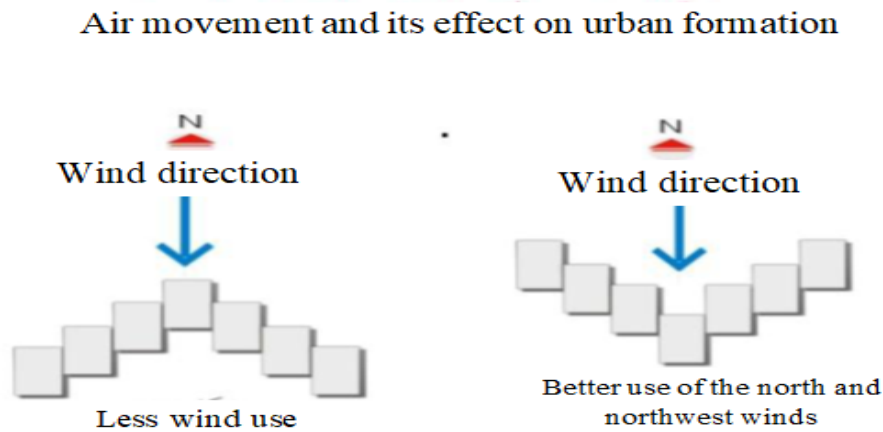 Air movement and its effect on urban formation
N
Wind direction
Less wind use
N
Wind direction
Better use of the north and
northwest winds